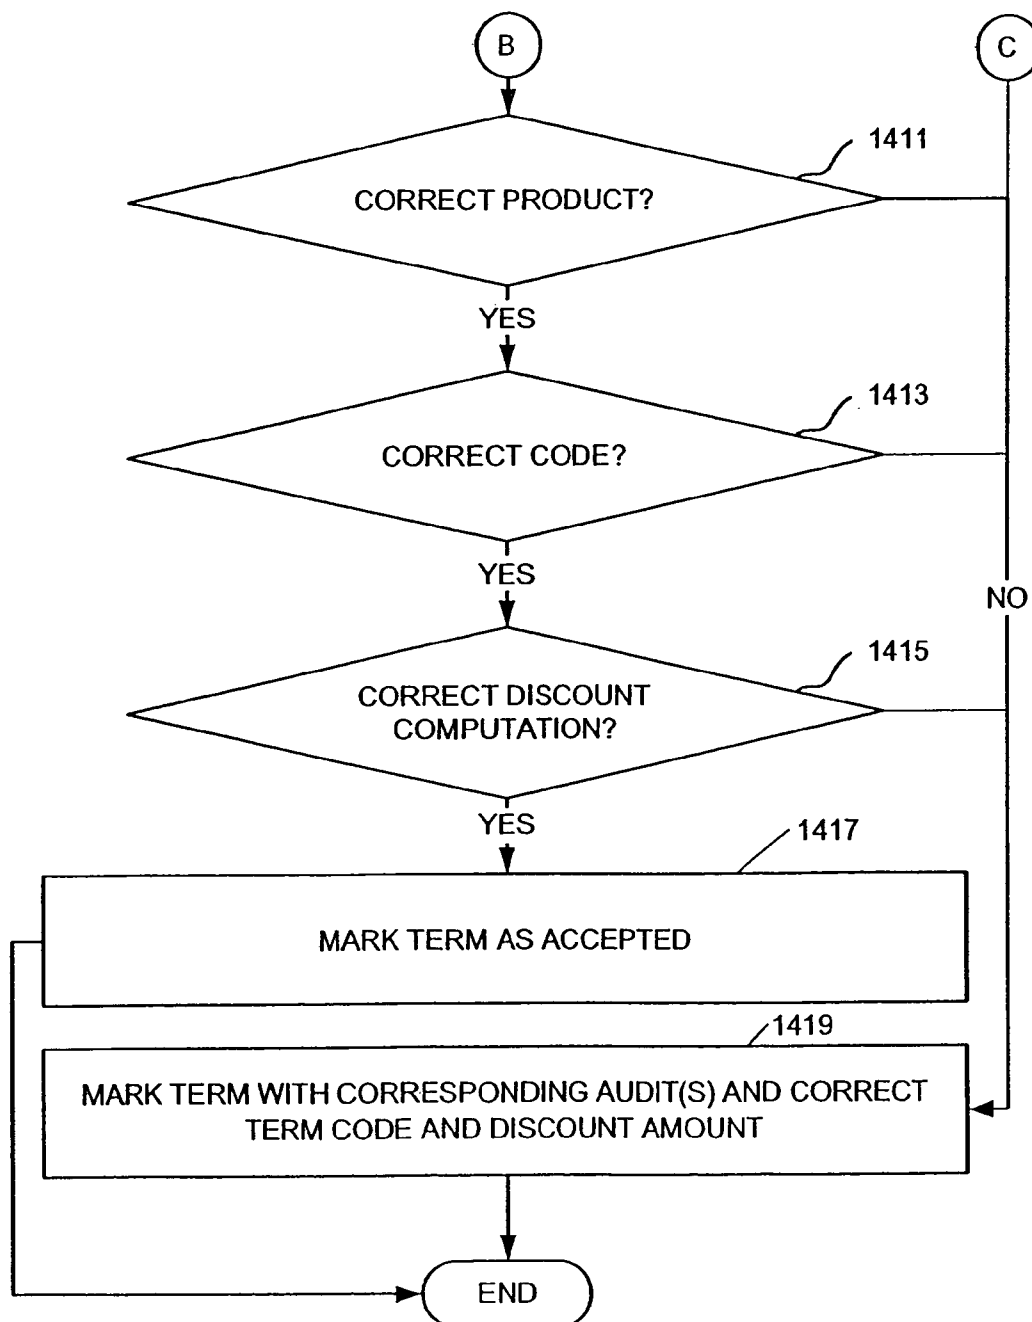 B
C
1411
CORRECT PRODUCT?
YES
1413
CORRECT CODE?
YES
NO
1415
CORRECT DISCOUNT
COMPUTATION?
YES
1417
MARK TERM AS ACCEPTED
1419
MARK TERM WITH CORRESPONDING AUDIT(S) AND CORRECT
TERM CODE AND DISCOUNT AMOUNT
END